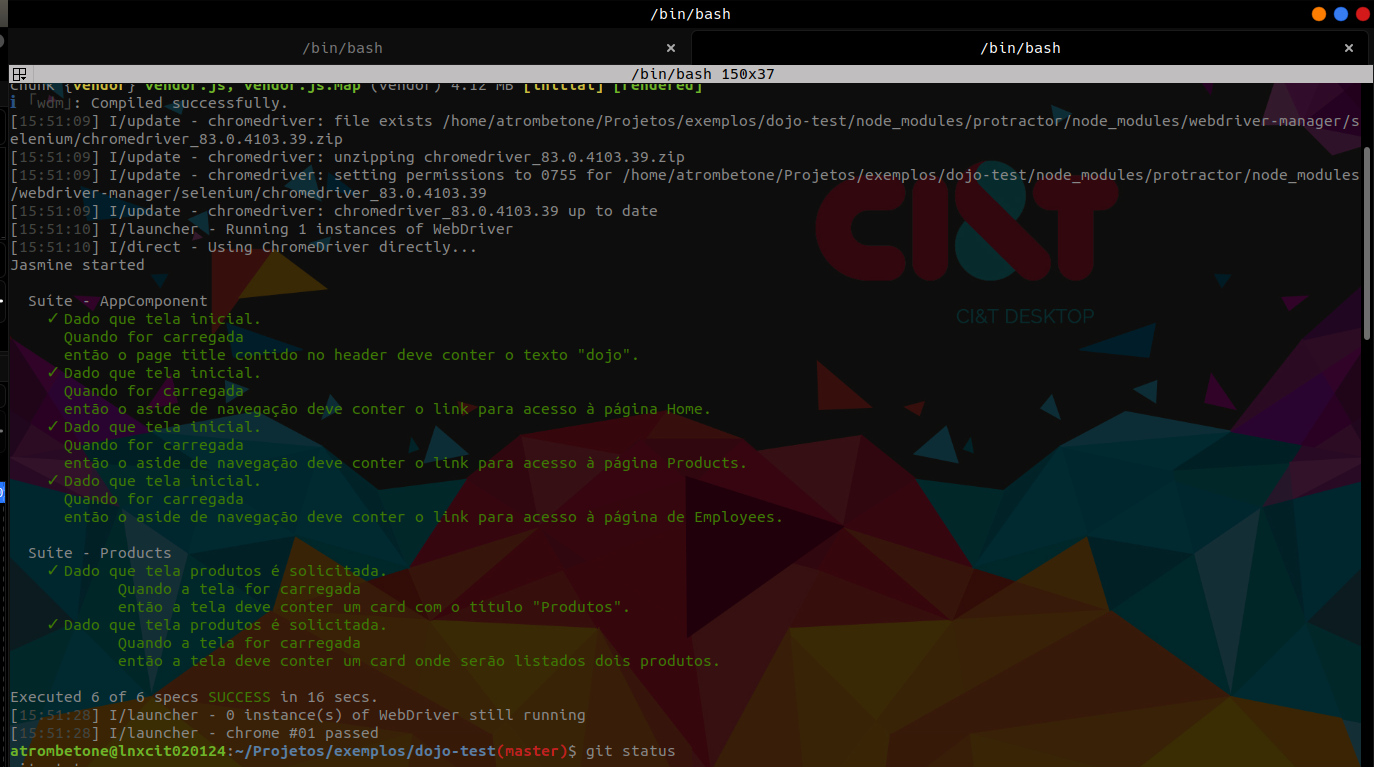 /bin/bash
/bin/bash × /bin/bash ×
/bin/bash 150x37
chunk {vendor} vendor.js, vendor.js.map (vendor) 4.12 MB [initial] [rendered]
ℹ 「wdm」: Compiled successfully.
[15:51:09] I/update - chromedriver: file exists /home/atrombetone/Projetos/exemplos/dojo-test/node_modules/protractor/node_modules/webdriver-manager/s
elenium/chromedriver_83.0.4103.39.zip
[15:51:09] I/update - chromedriver: unzipping chromedriver_83.0.4103.39.zip
[15:51:09] I/update - chromedriver: setting permissions to 0755 for /home/atrombetone/Projetos/exemplos/dojo-test/node_modules/protractor/node_modules
/webdriver-manager/selenium/chromedriver_83.0.4103.39
[15:51:09] I/update - chromedriver: chromedriver_83.0.4103.39 up to date
[15:51:10] I/launcher - Running 1 instances of WebDriver
[15:51:10] I/direct - Using ChromeDriver directly...
Jasmine started
CI&T
CI&T DESKTOP
Suite - AppComponent
✓ Dado que tela inicial.
Quando for carregada
então o page title contido no header deve conter o texto "dojo".
✓ Dado que tela inicial.
Quando for carregada
então o aside de navegação deve conter o link para acesso à página Home.
✓ Dado que tela inicial.
Quando for carregada
então o aside de navegação deve conter o link para acesso à página Products.
✓ Dado que tela inicial.
Quando for carregada
então o aside de navegação deve conter o link para acesso à página de Employees.
Suite - Products
✓ Dado que tela produtos é solicitada.
Quando a tela for carregada
então a tela deve conter um card com o titulo "Produtos".
✓ Dado que tela produtos é solicitada.
Quando a tela for carregada
então a tela deve conter um card onde serão listados dois produtos.
Executed 6 of 6 specs SUCCESS in 16 secs.
[15:51:28] I/launcher - 0 instance(s) of WebDriver still running
[15:51:28] I/launcher - chrome #01 passed
atrombetone@lnxcit020124:~/Projetos/exemplos/dojo-test(master)$ git status